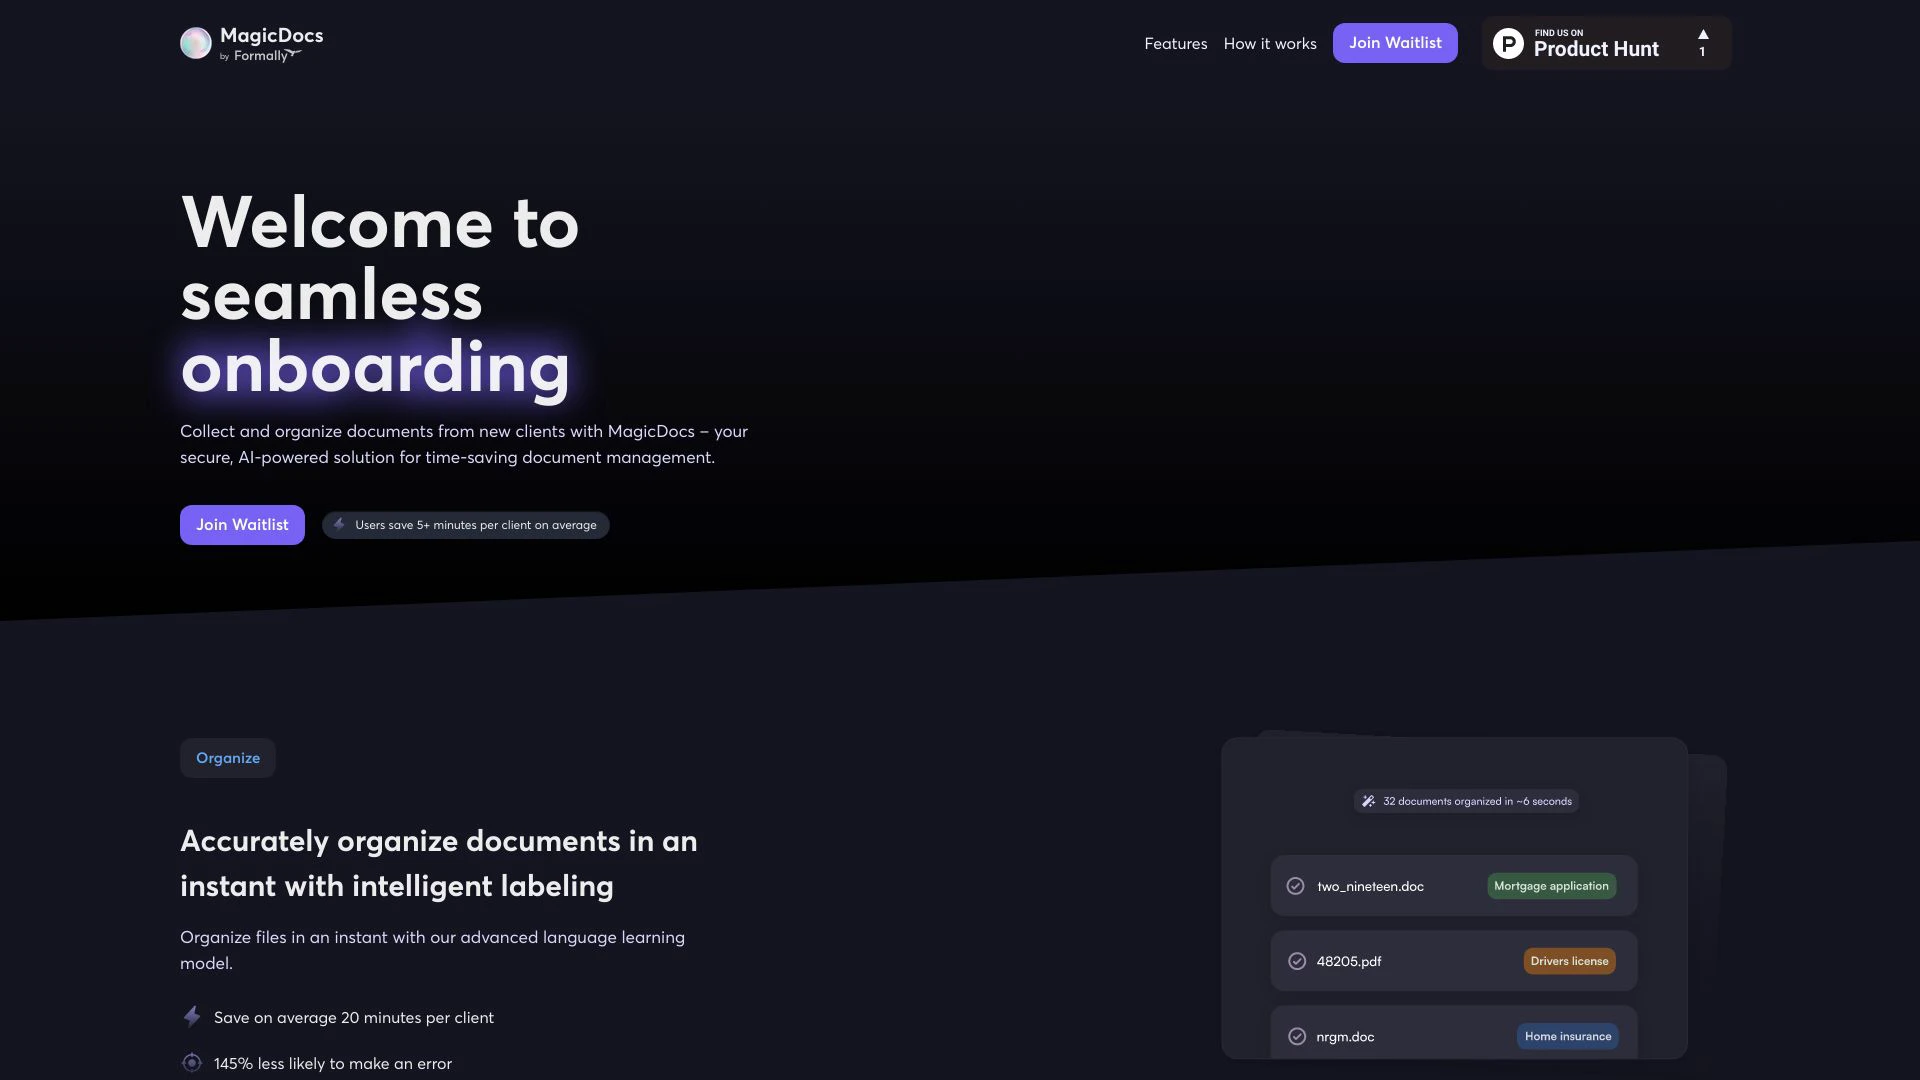 MagicDocs
by Formally
Features
How it works
Join Waitlist
P
FIND US ON
Product Hunt
▲
1
Welcome to
seamless
onboarding
Collect and organize documents from new clients with MagicDocs – your
secure, AI-powered solution for time-saving document management.
Join Waitlist
Users save 5+ minutes per client on average
Organize
Accurately organize documents in an
instant with intelligent labeling
Organize files in an instant with our advanced language learning
model.
Save on average 20 minutes per client
145% less likely to make an error
32 documents organized in ~6 seconds
two_nineteen.doc
Mortgage application
48205.pdf
Drivers license
nrgm.doc
Home insurance